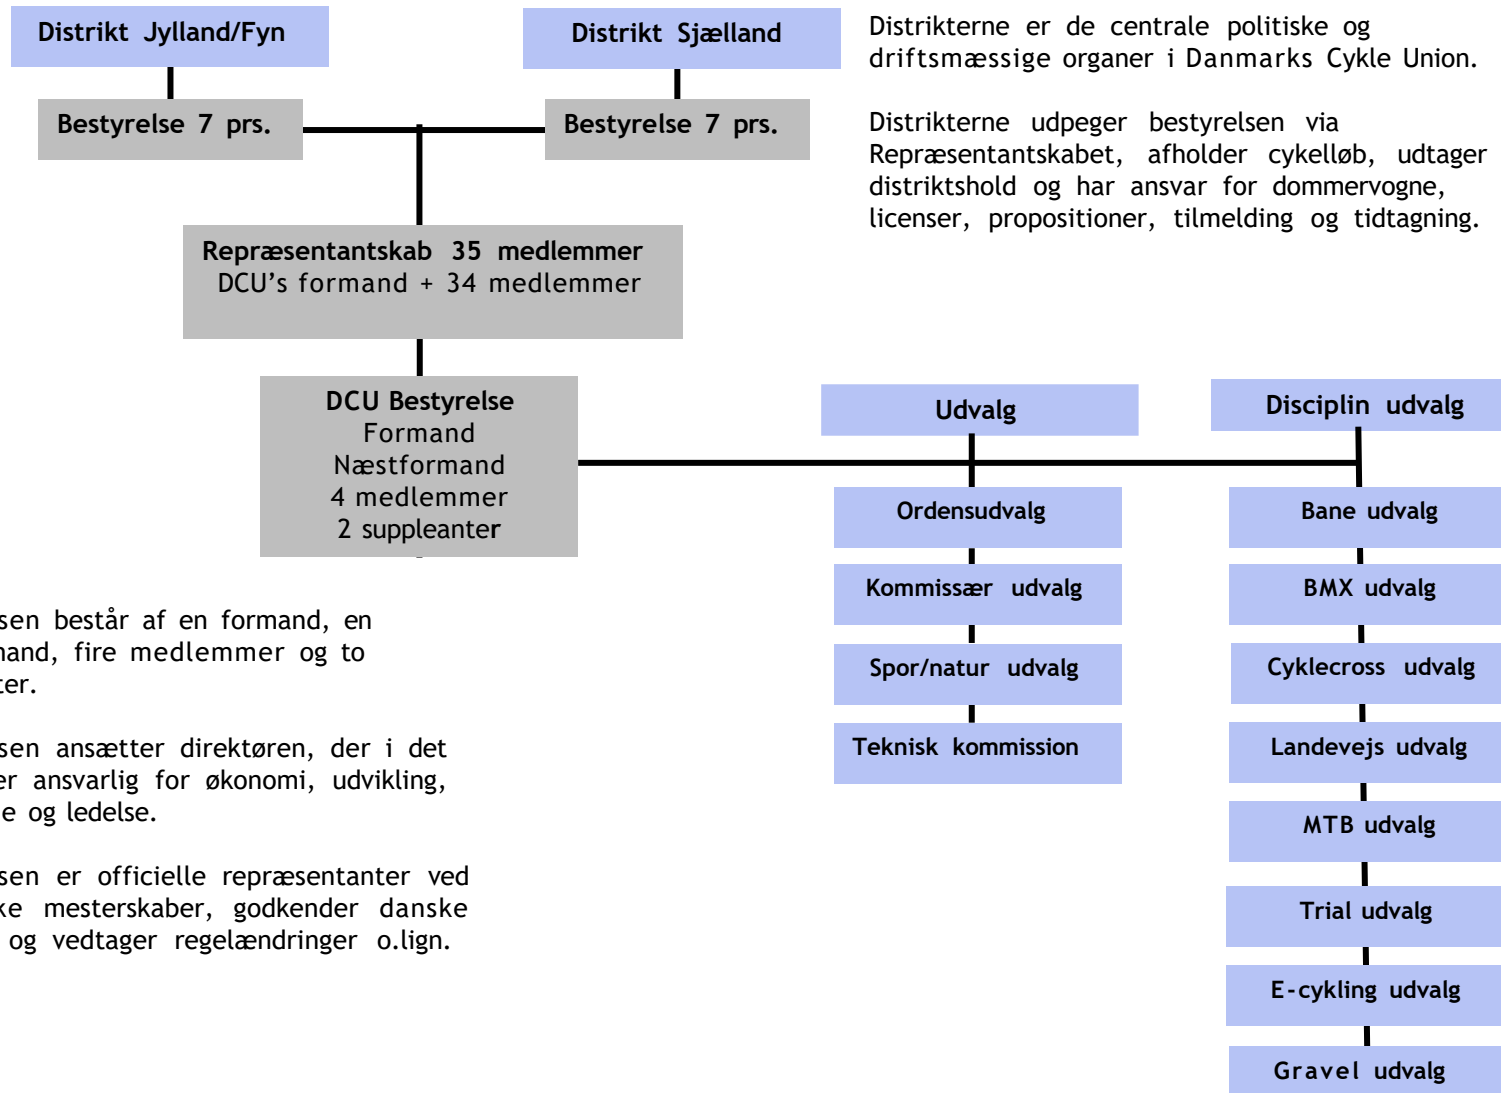 Distrikt Jylland/Fyn
Distrikt Sjælland
Bestyrelse 7 prs.
Bestyrelse 7 prs.
Distrikterne er de centrale politiske og
driftsmæssige organer i Danmarks Cykle Union.
Distrikterne udpeger bestyrelsen via
Repræsentantskabet, afholder cykelløb, udtager
distriktshold og har ansvar for dommervogne,
licenser, propositioner, tilmelding og tidtagning.
Repræsentantskab 35 medlemmer
DCU’s formand + 34 medlemmer
DCU Bestyrelse
Formand
Næstformand
4 medlemmer
2 suppleanter
Udvalg
Ordensudvalg
Kommissær udvalg
Spor/natur udvalg
Teknisk kommission
Disciplin udvalg
Bane udvalg
BMX udvalg
Cyklecross udvalg
Landevejs udvalg
MTB udvalg
Trial udvalg
E-cykling udvalg
Gravel udvalg
sen består af en formand, en
and, fire medlemmer og to
ter.
sen ansætter direktøren, der i det
er ansvarlig for økonomi, udvikling,
e og ledelse.
sen er officielle repræsentanter ved
ke mesterskaber, godkender danske
og vedtager regelændringer o.lign.